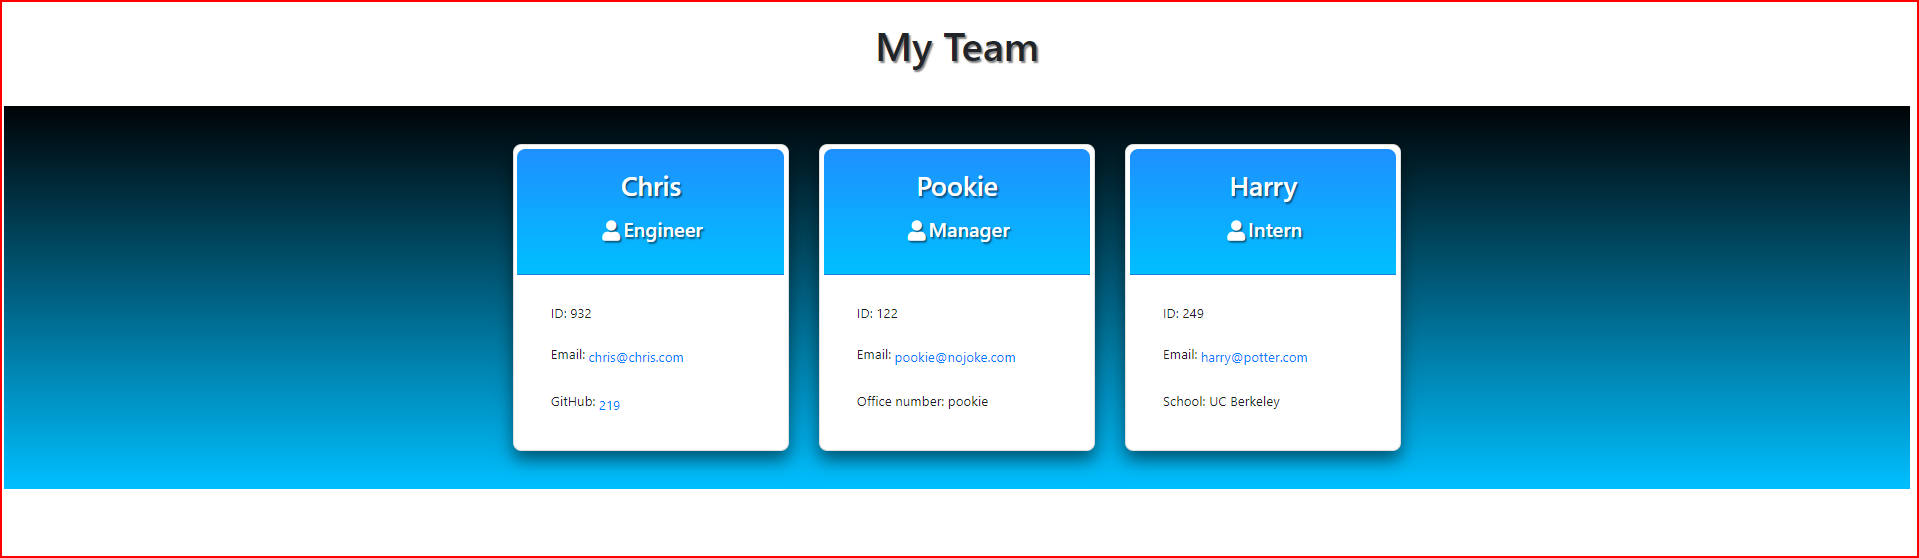 My Team
Chris
Engineer
ID: 932
Email: chris@chris.com
GitHub: 219
Pookie
Manager
ID: 122
Email: pookie@nojoke.com
Office number: pookie
Harry
Intern
ID: 249
Email: harry@potter.com
School: UC Berkeley